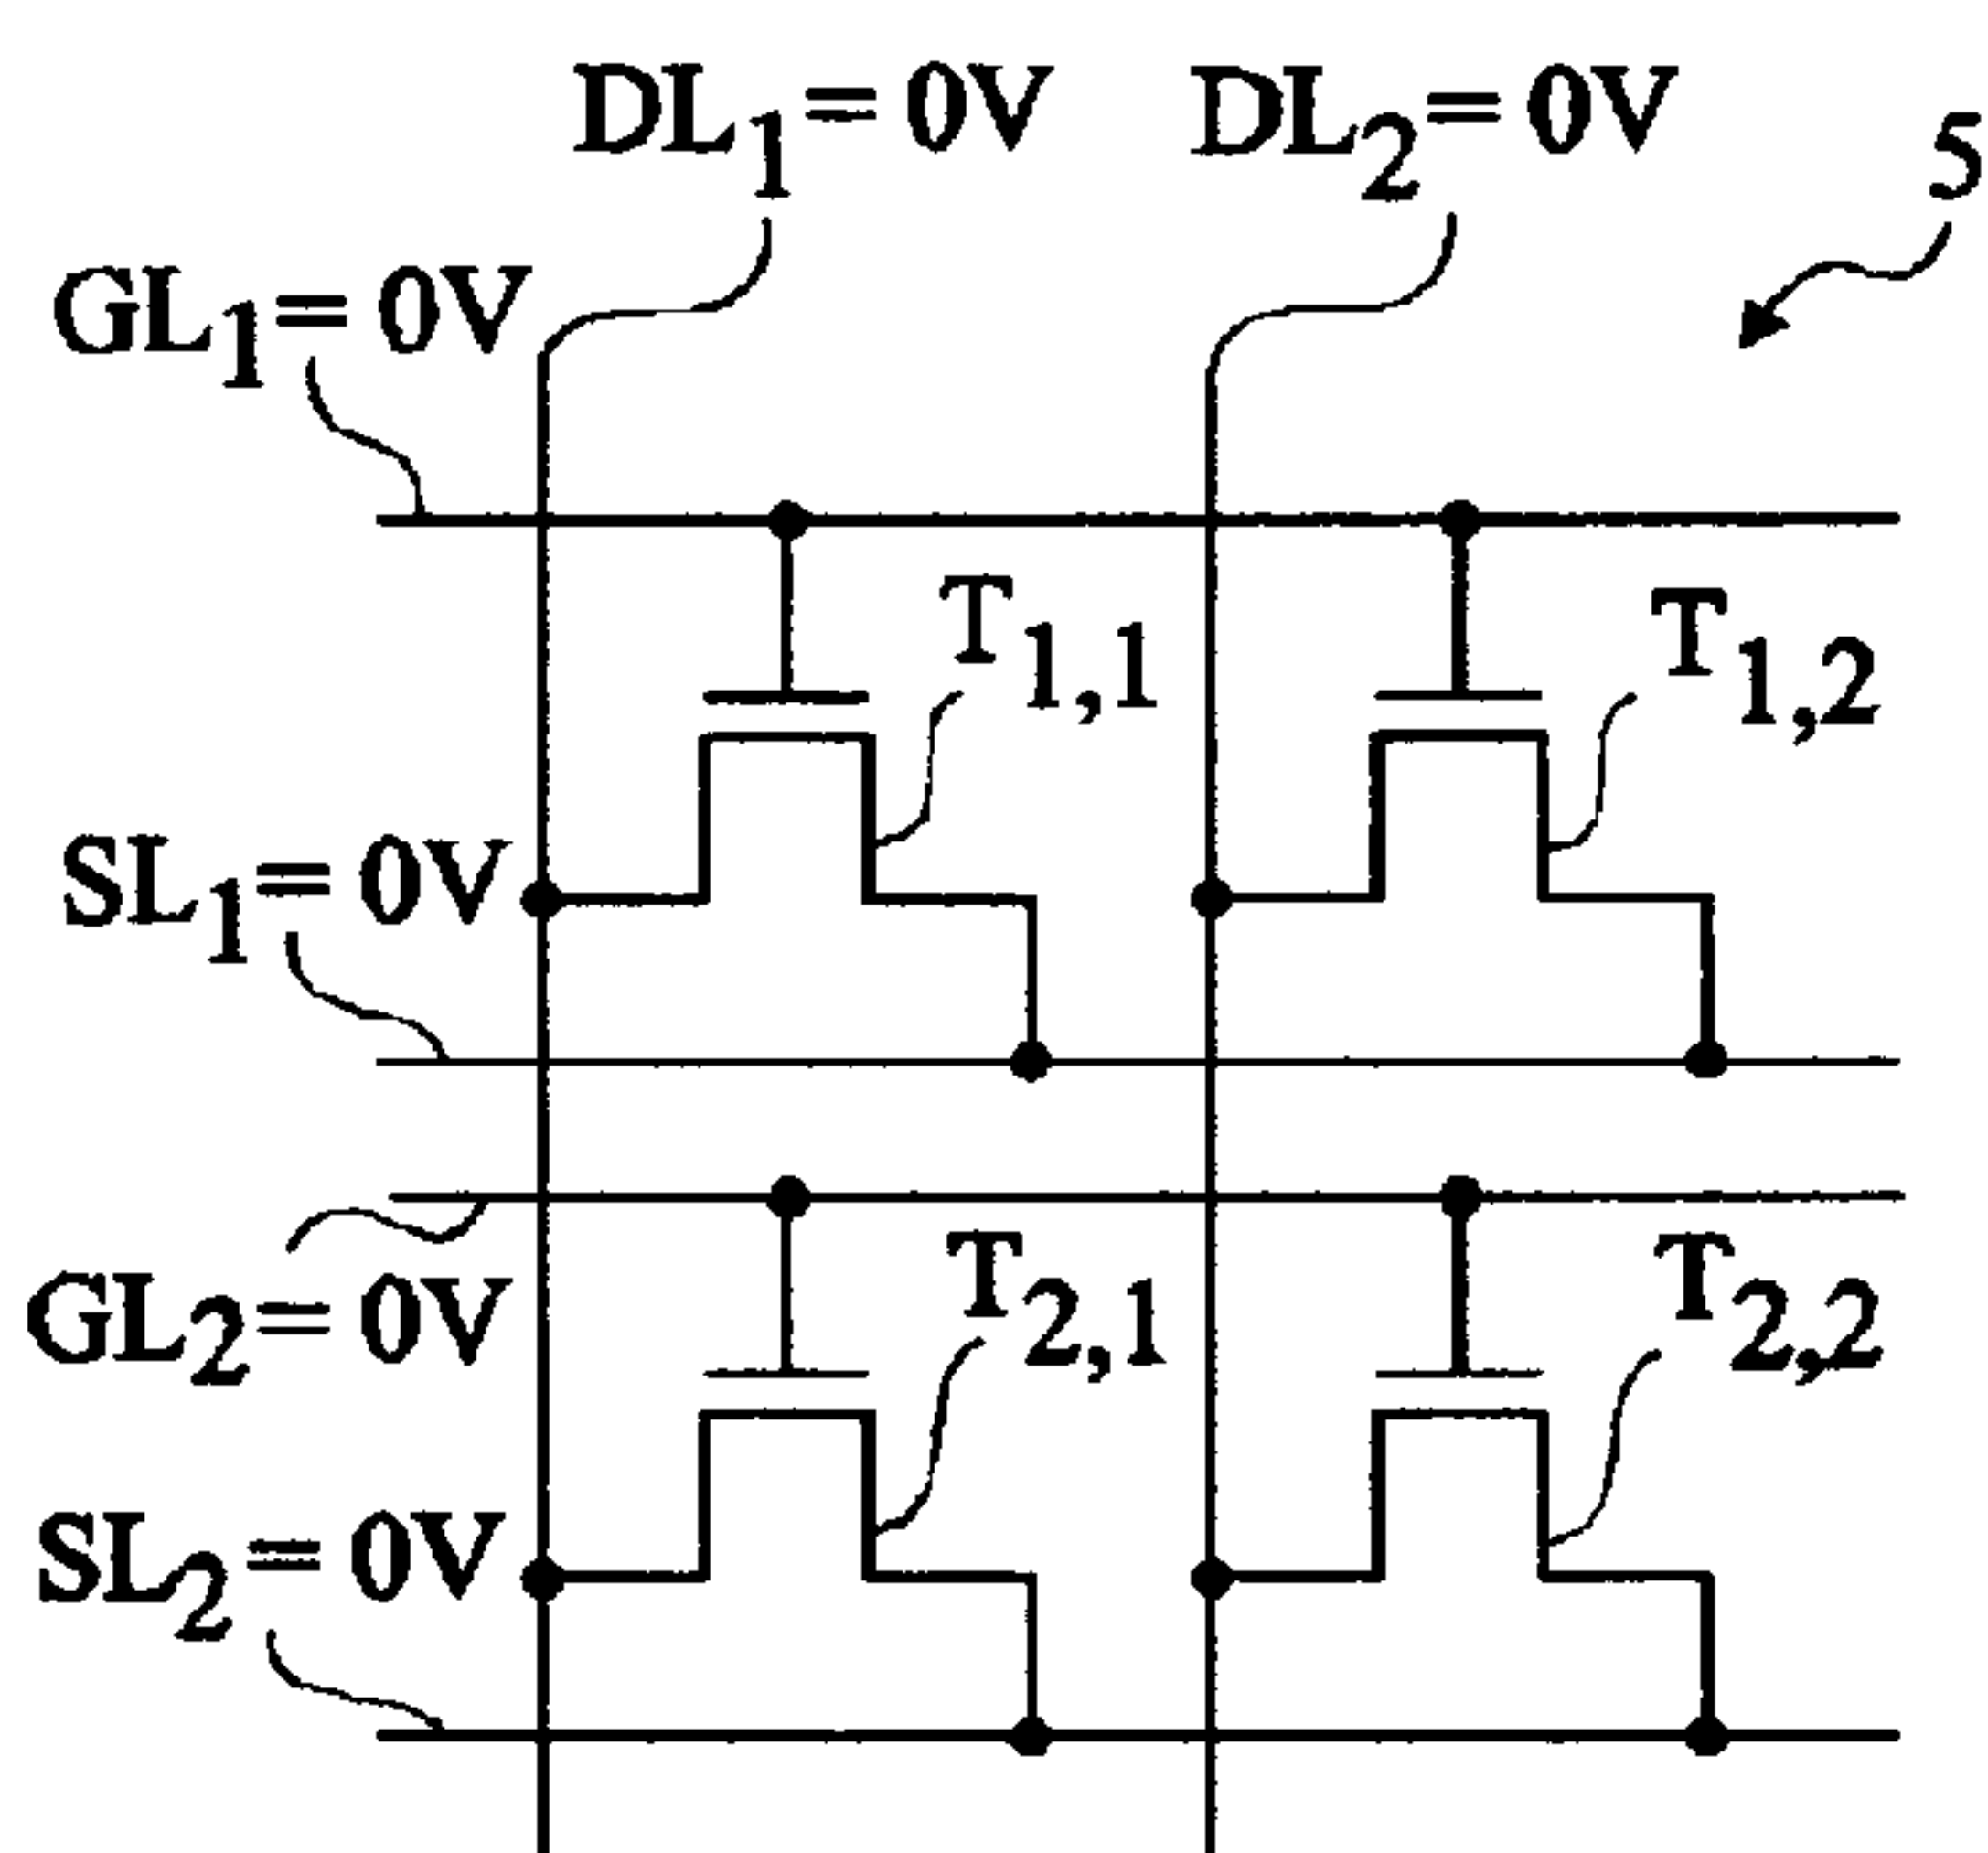 DL1= 0V DL2= 0V
5
GL1= 0V
T1,1 T1,2
SL1= 0V
GL2= 0V
T2,1 T2,2
SL2= 0V